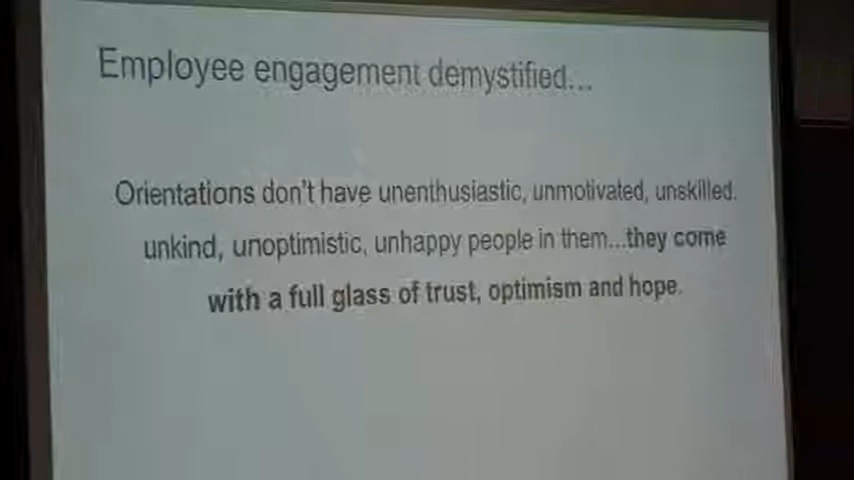 Employee engagement demystified...
Orientations don't have unenthusiastic, unmotivated, unskilled,
unkind, unoptimistic, unhappy people in them...they come
with a full glass of trust, optimism and hope.